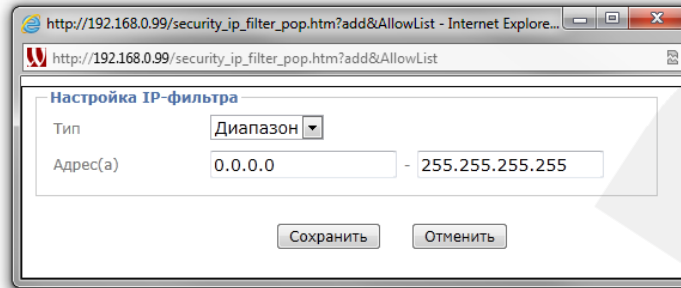 http://192.168.0.99/security_ip_filter_pop.htm?add&AllowList - Internet Explore...
http://192.168.0.99/security_ip_filter_pop.htm?add&AllowList
Настройка IP-фильтра
Тип Диапазон
Адрес(а) 0.0.0.0 - 255.255.255.255
Сохранить Отменить